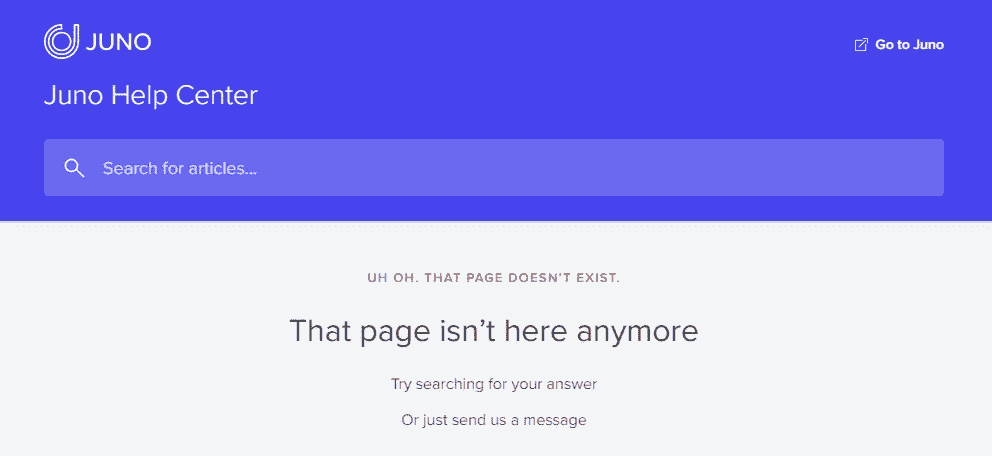 JUNO
Go to Juno
Juno Help Center
Search for articles...
UH OH. THAT PAGE DOESN'T EXIST.
That page isn’t here anymore
Try searching for your answer
Or just send us a message